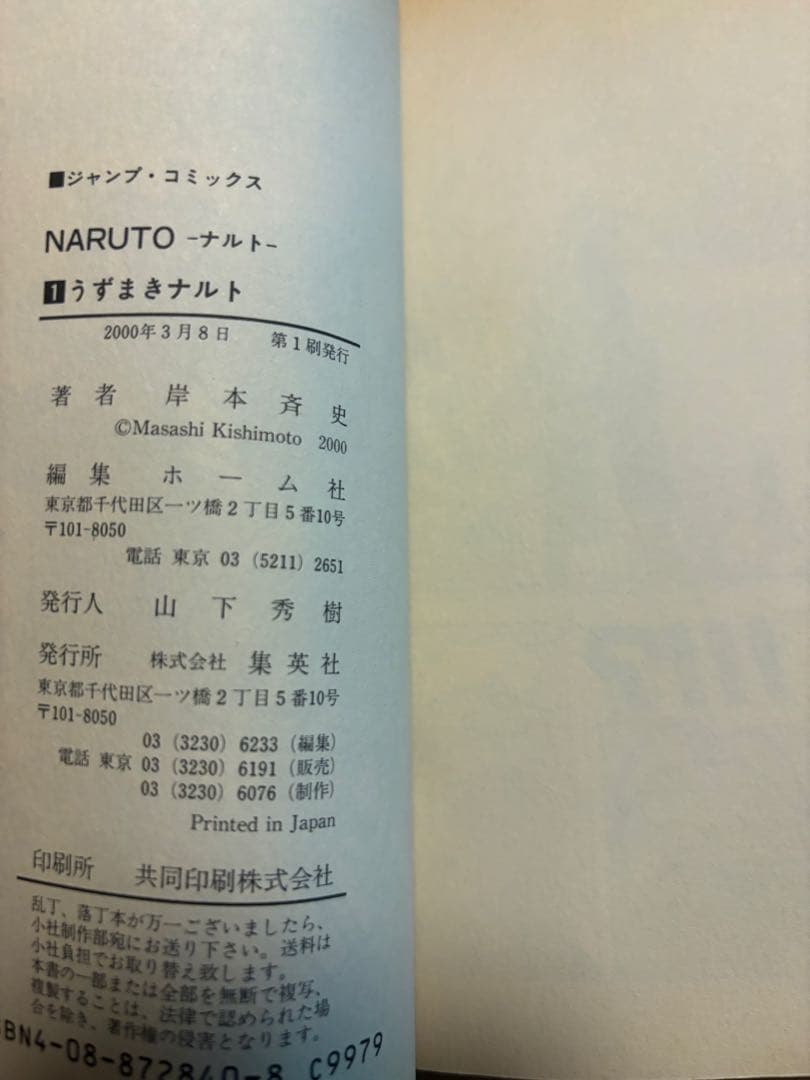 ■ジャンプ・コミックス
NARUTO -ナルト-
1うずまきナルト
2000年3月8日 第1刷発行
著者 岸本斉史
©Masashi Kishimoto 2000
編集 ホーム社
東京都千代田区一ツ橋2丁目5番10号
〒101-8050
電話 東京 03 (5211) 2651
発行人 山下秀樹
発行所 株式会社 集英社
東京都千代田区一ツ橋2丁目5番10号
〒101-8050
03 (3230) 6233 (編集)
電話 東京 03 (3230) 6191 (販売)
03 (3230) 6076 (制作)
Printed in Japan
印刷所 共同印刷株式会社
乱丁、落丁本が万一ございましたら、
小社制作部宛にお送り下さい。送料は
小社負担でお取り替え致します。
本書の一部または全部を無断で複写、
複製することは、法律で認められた場
合を除き、著作権の侵害となります。
SBN4-08-872840-8 C9979